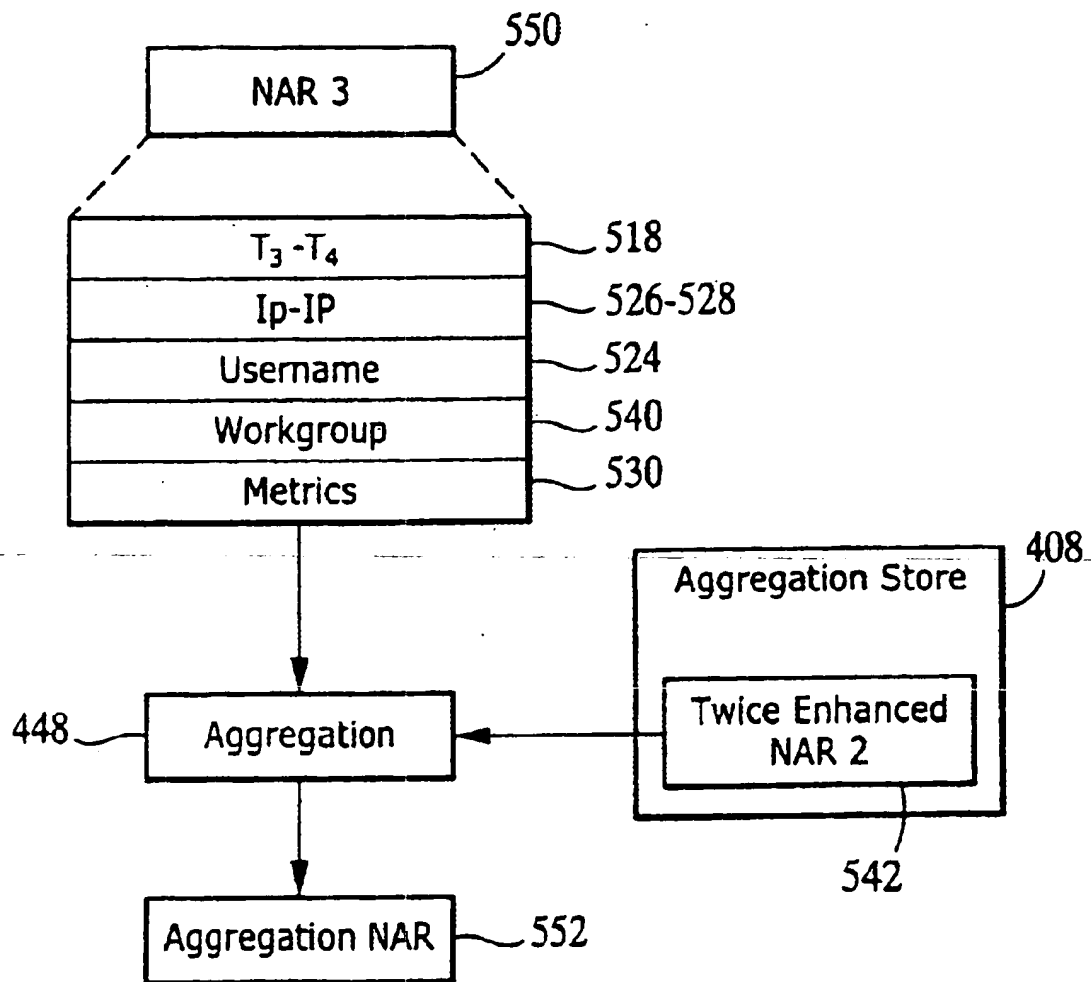 550
NAR 3
T₃ -T₄
518
Ip-IP
526-528
Username
524
Workgroup
540
Metrics
530
Aggregation Store
408
Twice Enhanced
NAR 2
448
Aggregation
542
Aggregation NAR
552